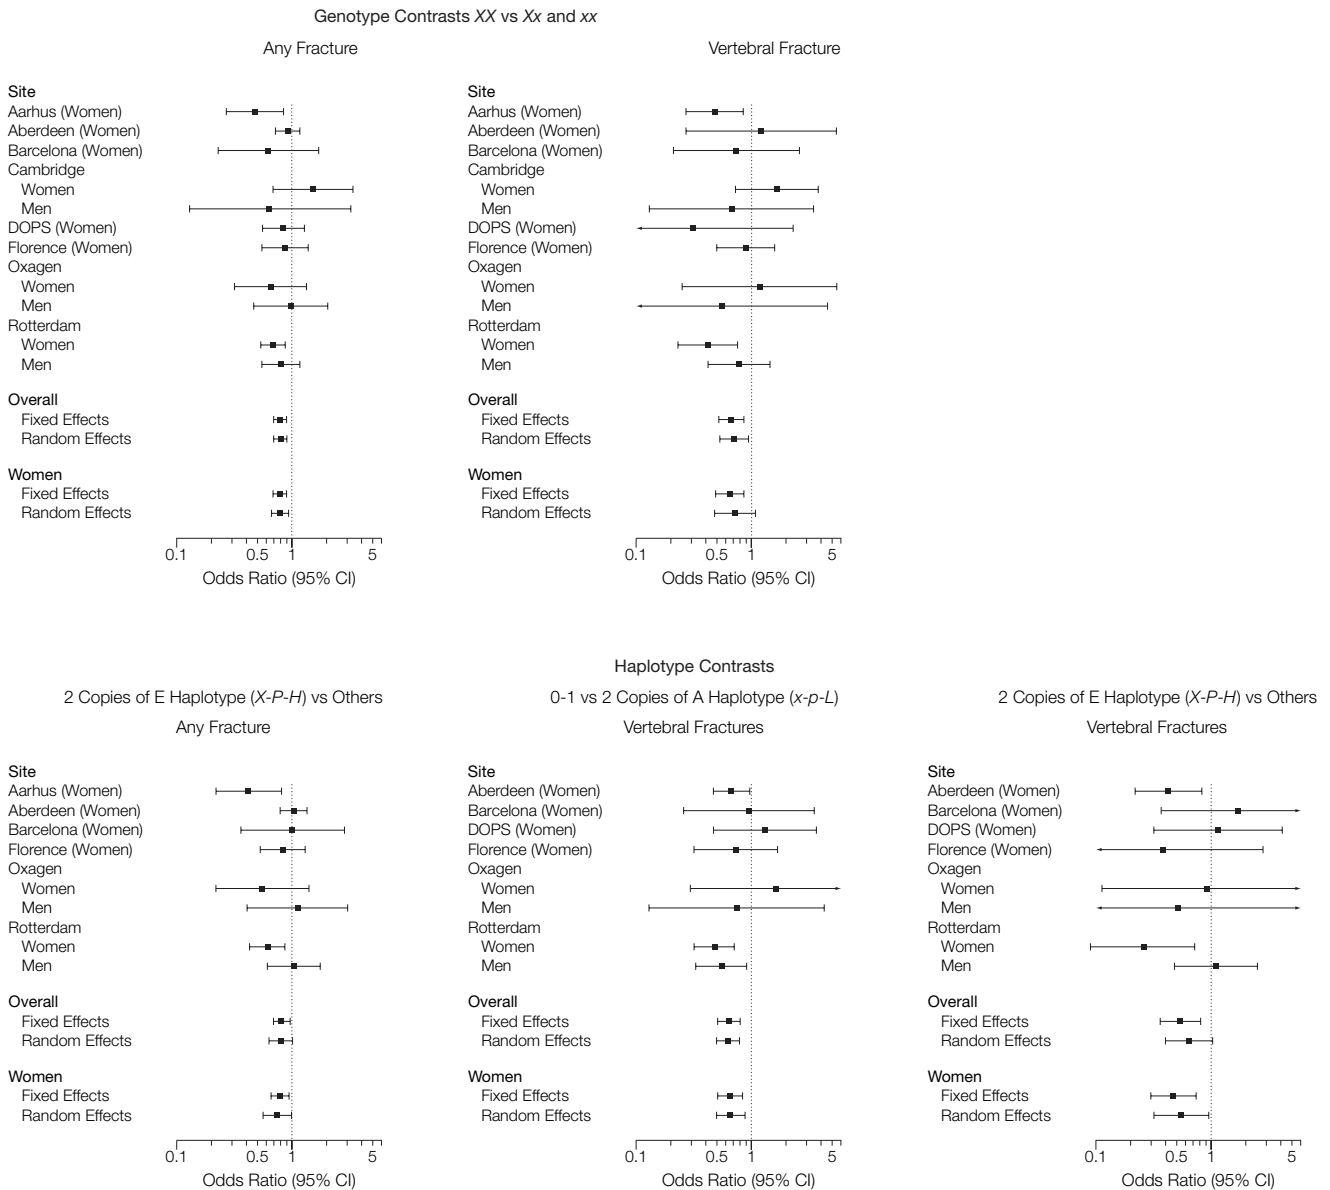 Genotype Contrasts XX vs Xx and xx
Any Fracture
Site
Aarhus (Women)
Aberdeen (Women)
Barcelona (Women)
Cambridge
Women
Men
DOPS (Women)
Florence (Women)
Oxagen
Women
Men
Rotterdam
Women
Men
Overall
Fixed Effects
Random Effects
Women
Fixed Effects
Random Effects
0.1 0.5 1 5
Odds Ratio (95% CI)
Vertebral Fracture
Site
Aarhus (Women)
Aberdeen (Women)
Barcelona (Women)
Cambridge
Women
Men
DOPS (Women)
Florence (Women)
Oxagen
Women
Men
Rotterdam
Women
Men
Overall
Fixed Effects
Random Effects
Women
Fixed Effects
Random Effects
0.1 0.5 1 5
Odds Ratio (95% CI)
Haplotype Contrasts
2 Copies of E Haplotype (X-P-H) vs Others
Any Fracture
Site
Aarhus (Women)
Aberdeen (Women)
Barcelona (Women)
Florence (Women)
Oxagen
Women
Men
Rotterdam
Women
Men
Overall
Fixed Effects
Random Effects
Women
Fixed Effects
Random Effects
0.1 0.5 1 5
Odds Ratio (95% CI)
0-1 vs 2 Copies of A Haplotype (x-p-L)
Vertebral Fractures
Site
Aberdeen (Women)
Barcelona (Women)
DOPS (Women)
Florence (Women)
Oxagen
Women
Men
Rotterdam
Women
Men
Overall
Fixed Effects
Random Effects
Women
Fixed Effects
Random Effects
0.1 0.5 1 5
Odds Ratio (95% CI)
2 Copies of E Haplotype (X-P-H) vs Others
Vertebral Fractures
Site
Aberdeen (Women)
Barcelona (Women)
DOPS (Women)
Florence (Women)
Oxagen
Women
Men
Rotterdam
Women
Men
Overall
Fixed Effects
Random Effects
Women
Fixed Effects
Random Effects
0.1 0.5 1 5
Odds Ratio (95% CI)